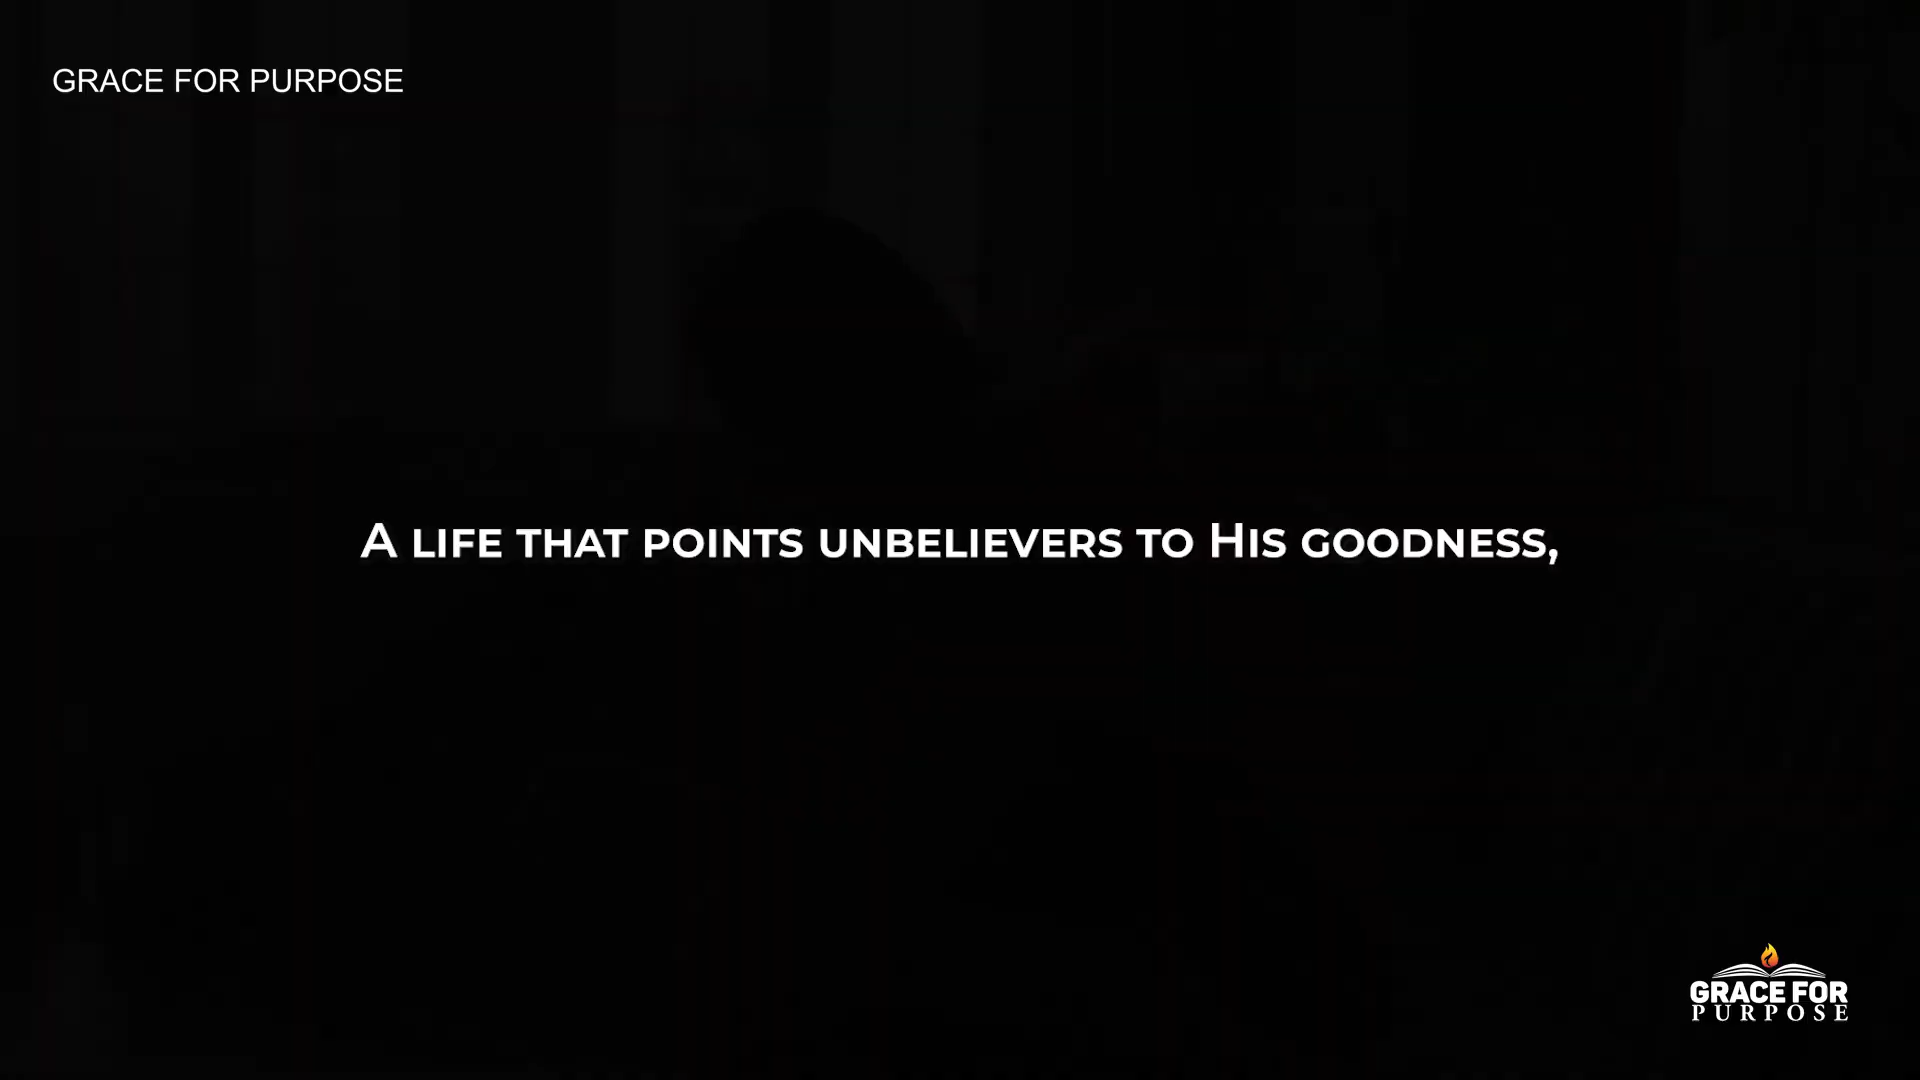 GRACE FOR PURPOSE
A LIFE THAT POINTS UNBELIEVERS TO HIS GOODNESS,
GRACE FOR
PURPOSE